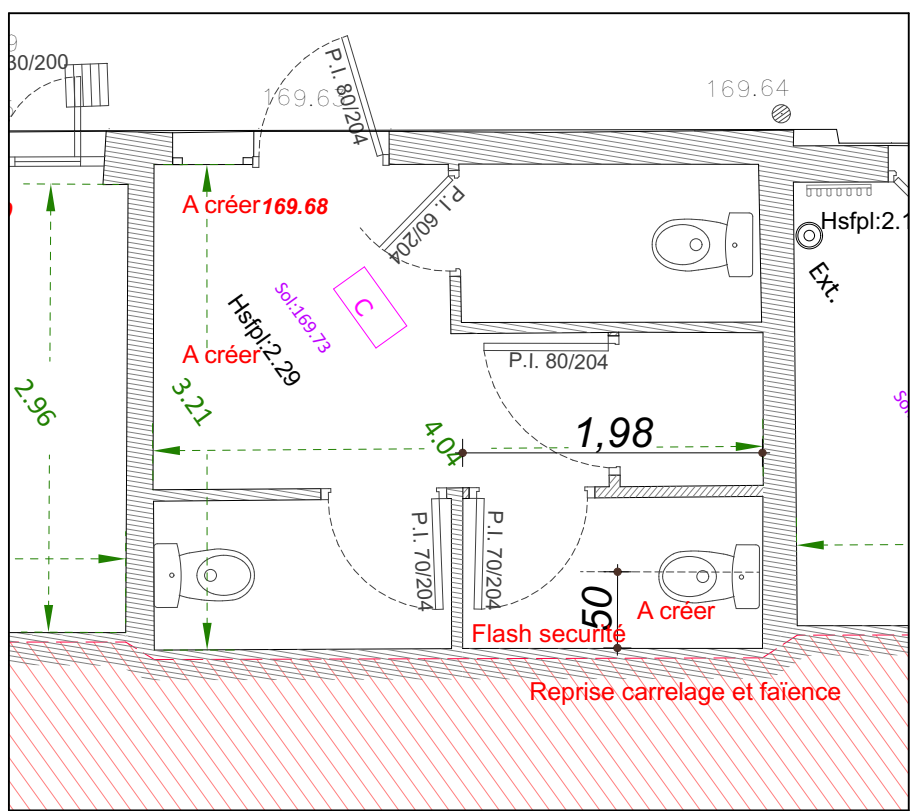 30/200
P.I. 80/204
169.63
169.64
A créer
169.68
P.I. 60/204
Hsfpl:2.1
Ext.
C
Sol:169.73
Hsfpl:2.29
A créer
P.I. 80/204
2.96
3.21
4.04
1,98
P.I. 70/204
P.I. 70/204
50
A créer
Flash securité
Reprise carrelage et faïence